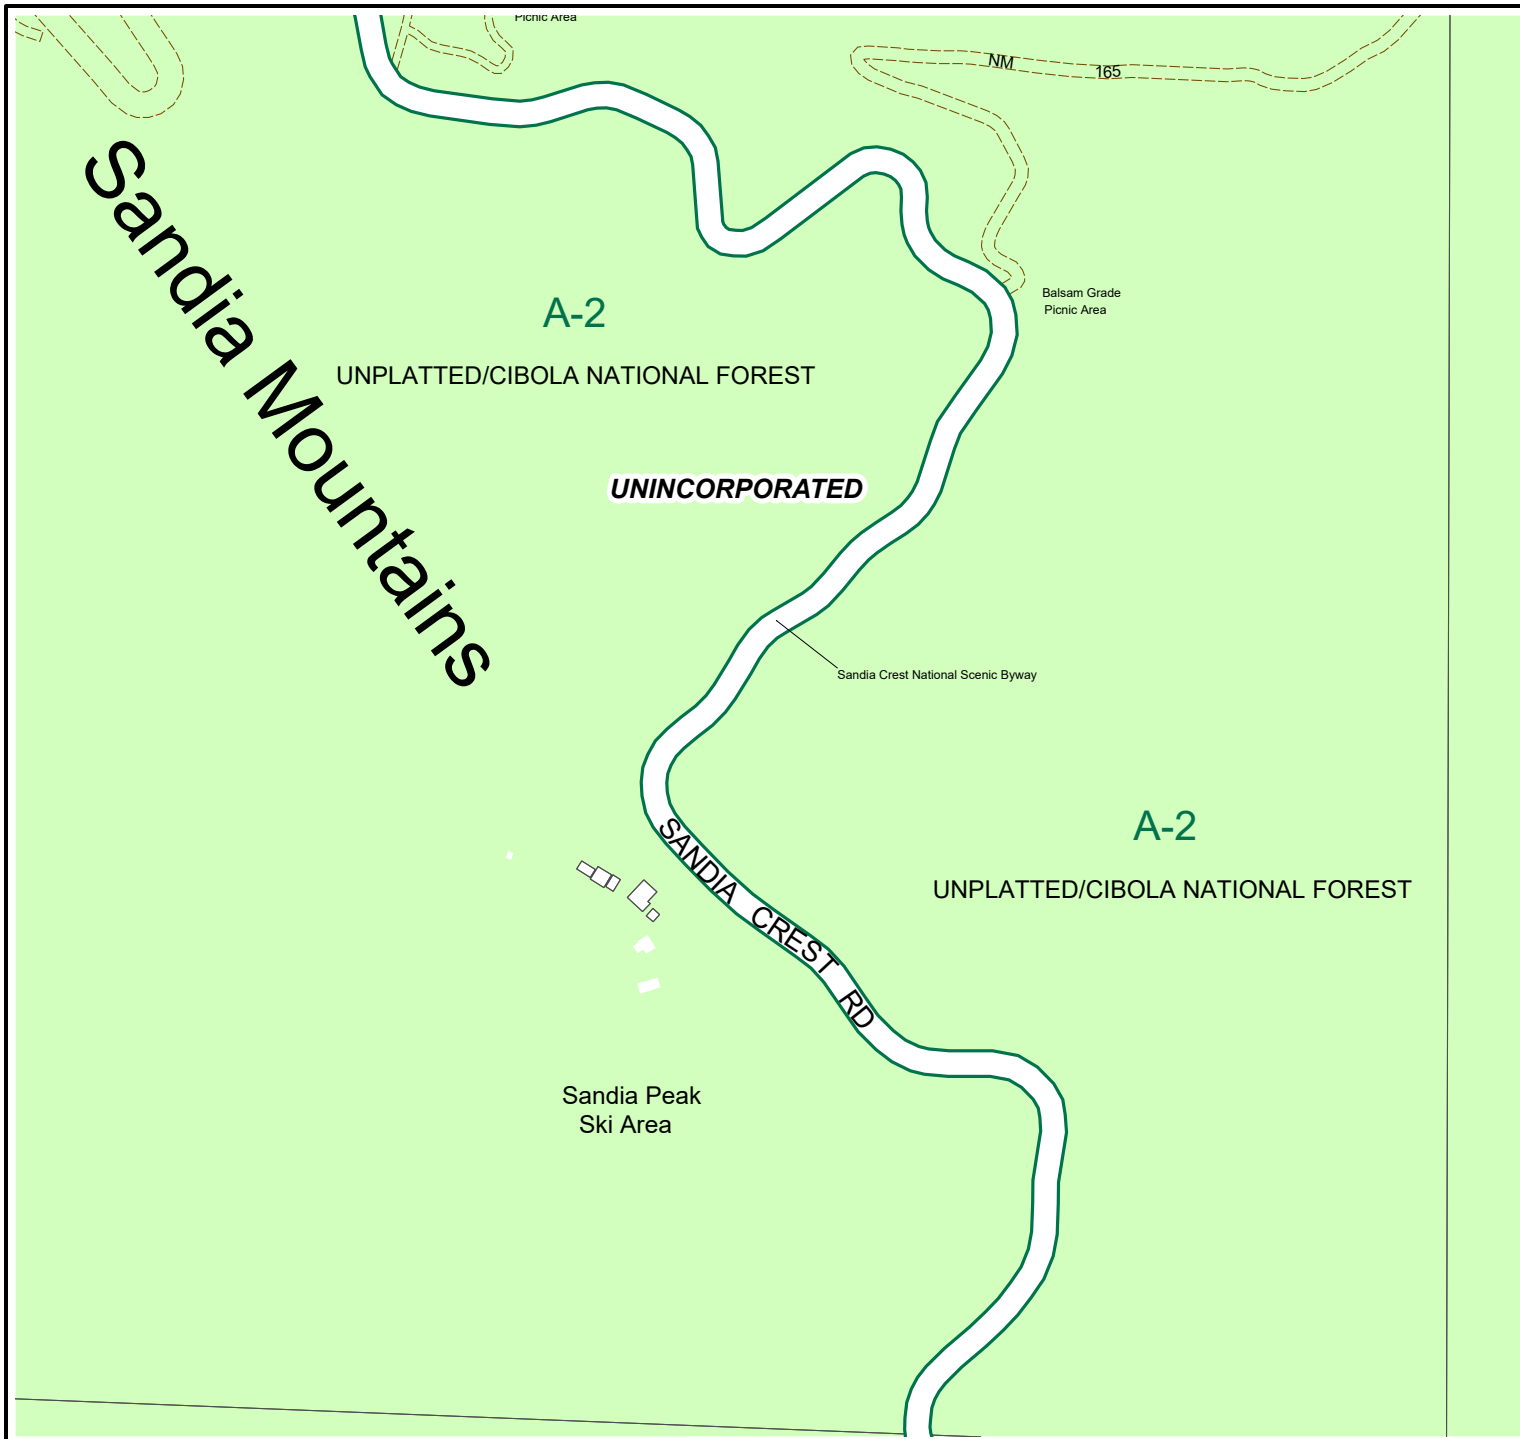 Picnic Area
NM 165
Sandia Mountains
Balsam Grade
Picnic Area
A-2
UNPLATTED/CIBOLA NATIONAL FOREST
UNINCORPORATED
Sandia Crest National Scenic Byway
A-2
UNPLATTED/CIBOLA NATIONAL FOREST
SANDIA CREST RD
Sandia Peak
Ski Area